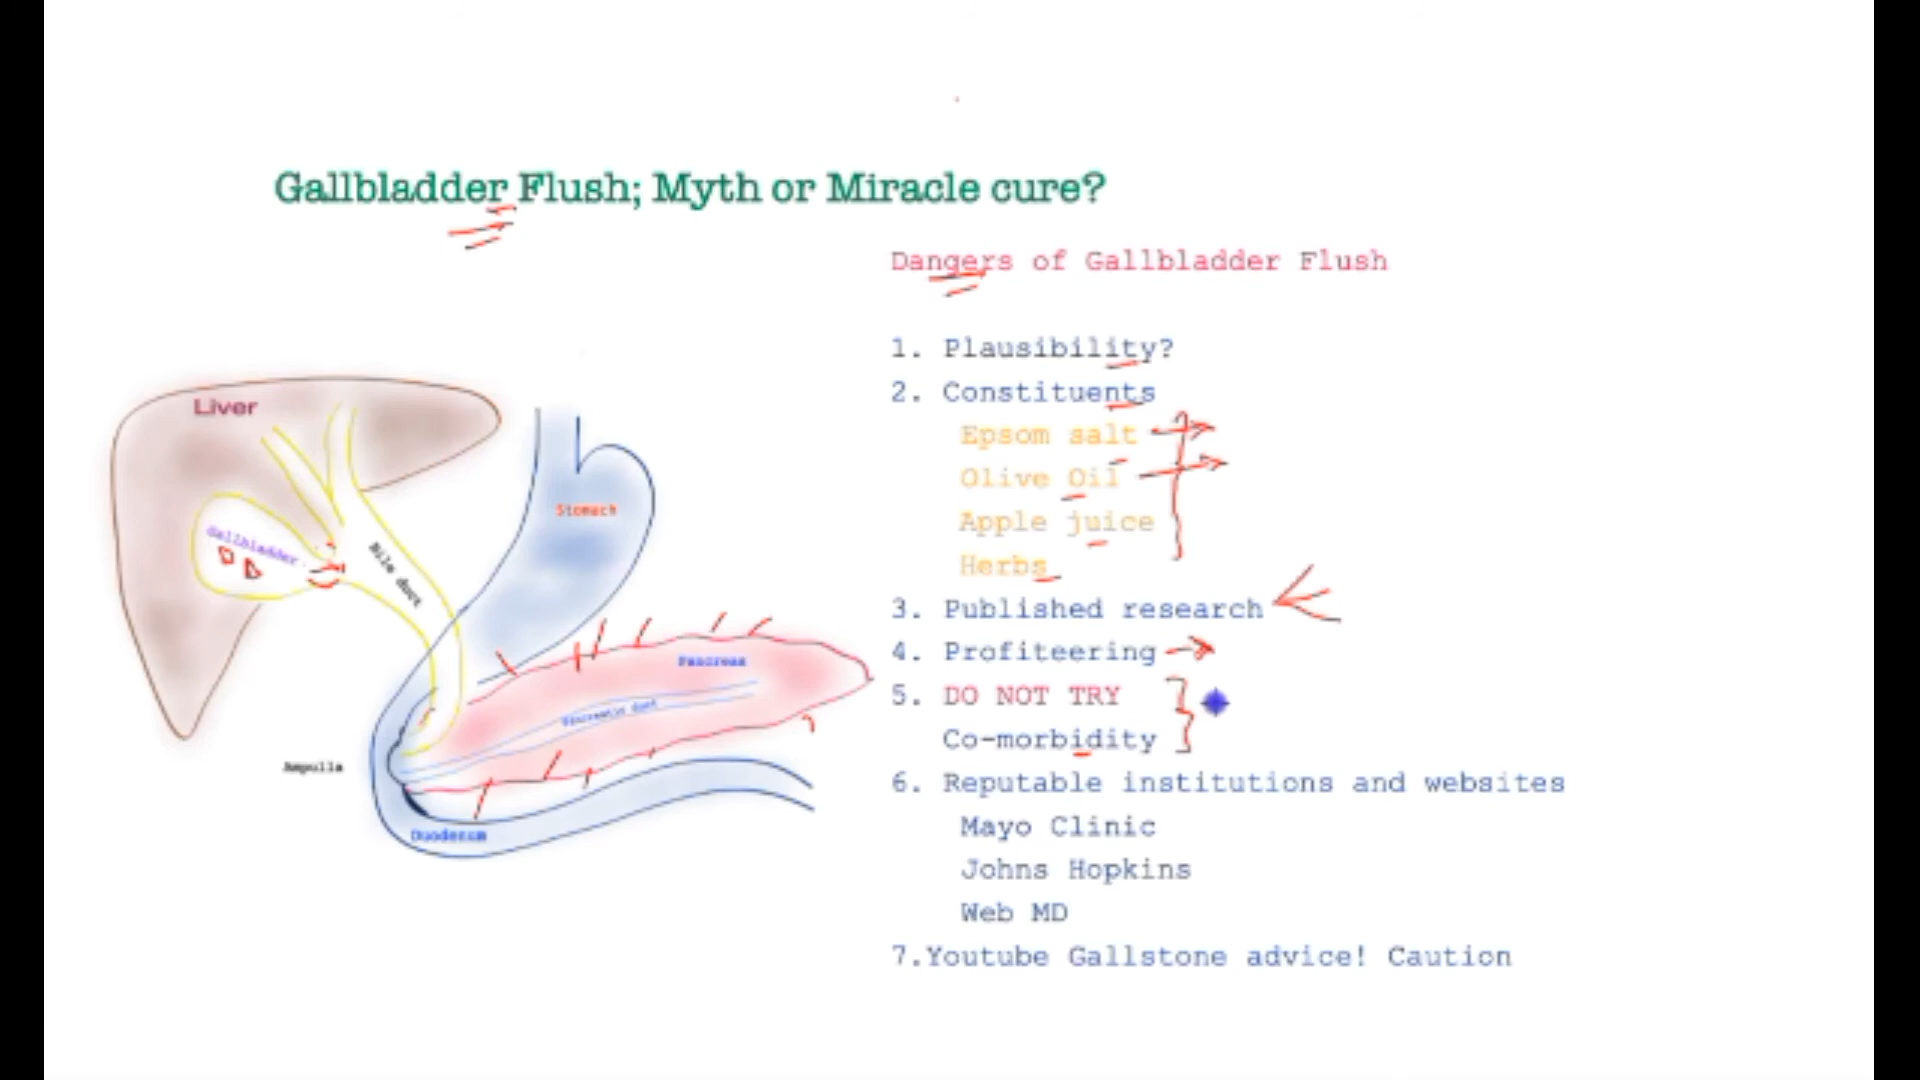 Gallbladder Flush; Myth or Miracle cure?
Dangers of Gallbladder Flush
1. Plausibility?
2. Constituents
Epsom salt
Olive Oil
Apple juice
Herbs
3. Published research
4. Profiteering
5. DO NOT TRY
Co-morbidity
6. Reputable institutions and websites
Mayo Clinic
Johns Hopkins
Web MD
7.Youtube Gallstone advice! Caution
Liver
Gallbladder
Bile duct
Stomach
Pancreas
Pancreatic duct
Ampulla
Duodenum